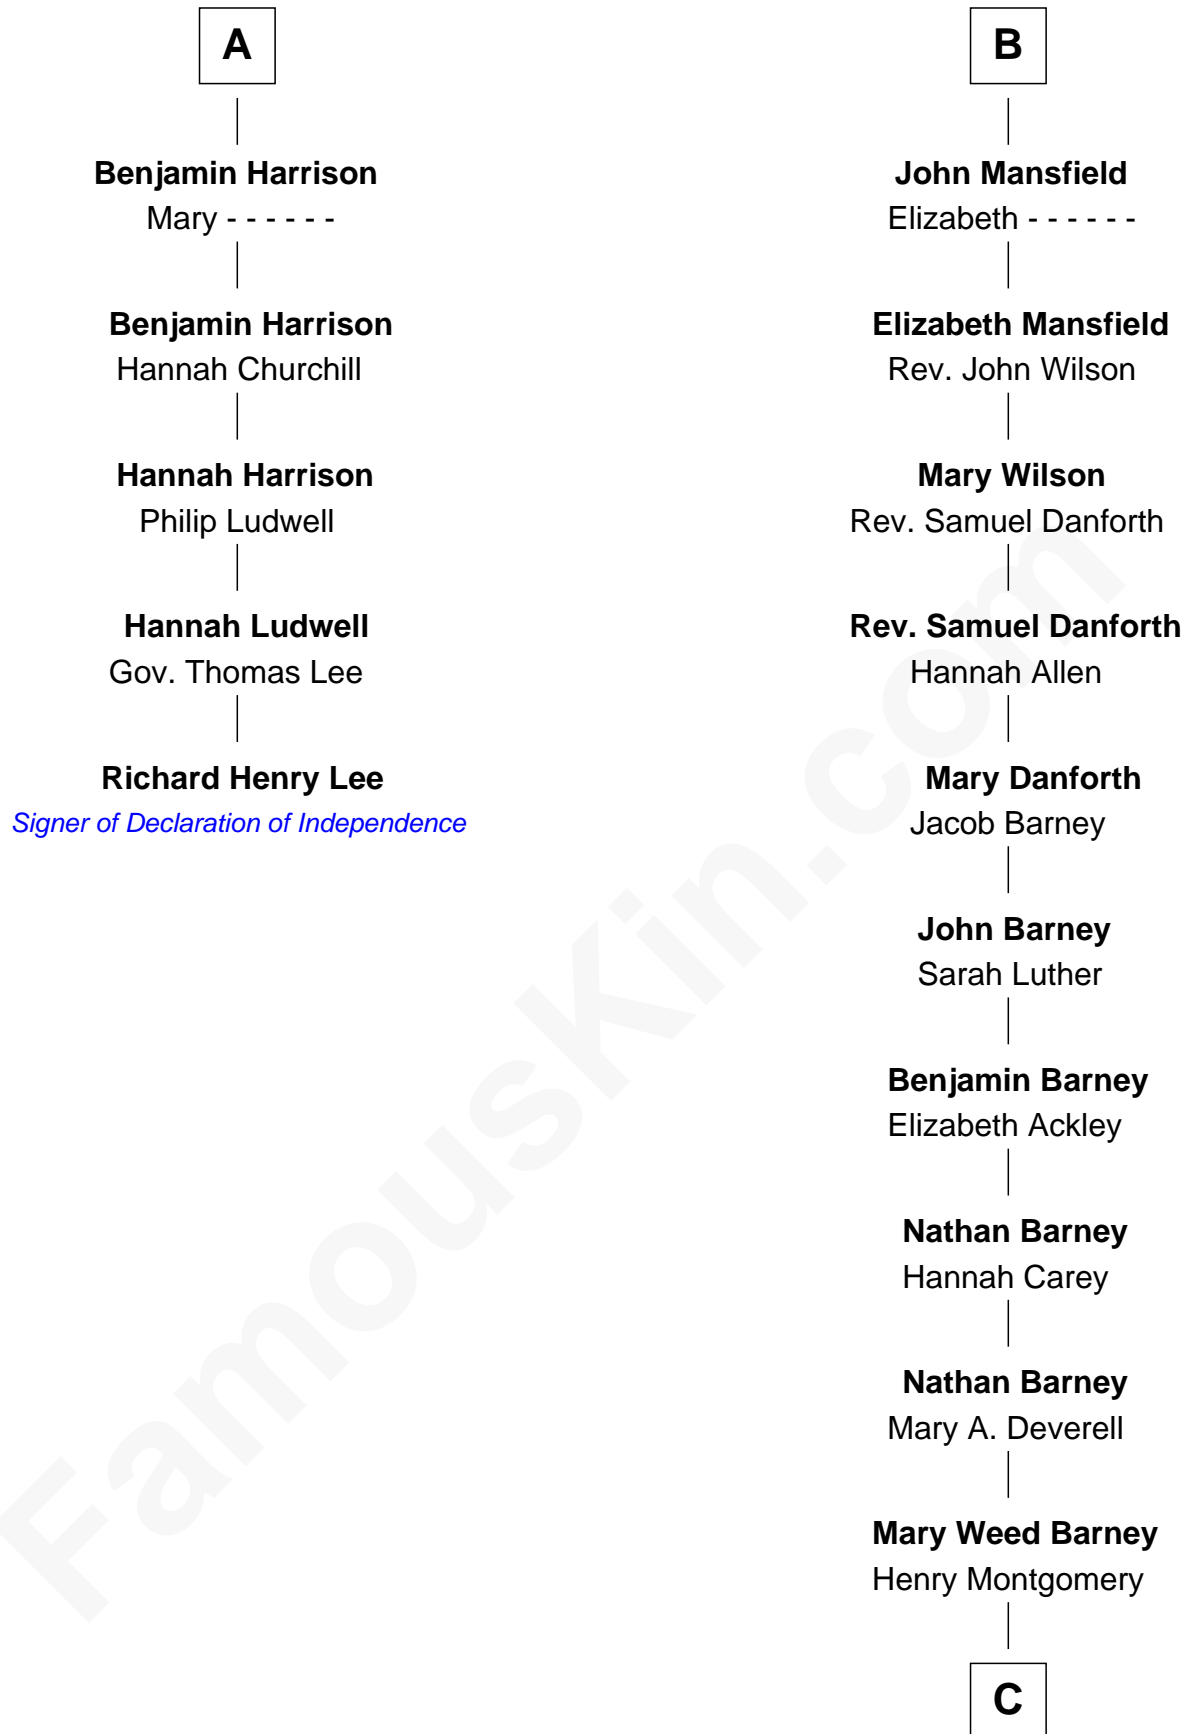 A
Benjamin Harrison
Mary - - - - - -
Benjamin Harrison
Hannah Churchill
Hannah Harrison
Philip Ludwell
Hannah Ludwell
Gov. Thomas Lee
Richard Henry Lee
Signer of Declaration of Independence
B
John Mansfield
Elizabeth - - - - - -
Elizabeth Mansfield
Rev. John Wilson
Mary Wilson
Rev. Samuel Danforth
Rev. Samuel Danforth
Hannah Allen
Mary Danforth
Jacob Barney
John Barney
Sarah Luther
Benjamin Barney
Elizabeth Ackley
Nathan Barney
Hannah Carey
Nathan Barney
Mary A. Deverell
Mary Weed Barney
Henry Montgomery
C
FamousKin.com